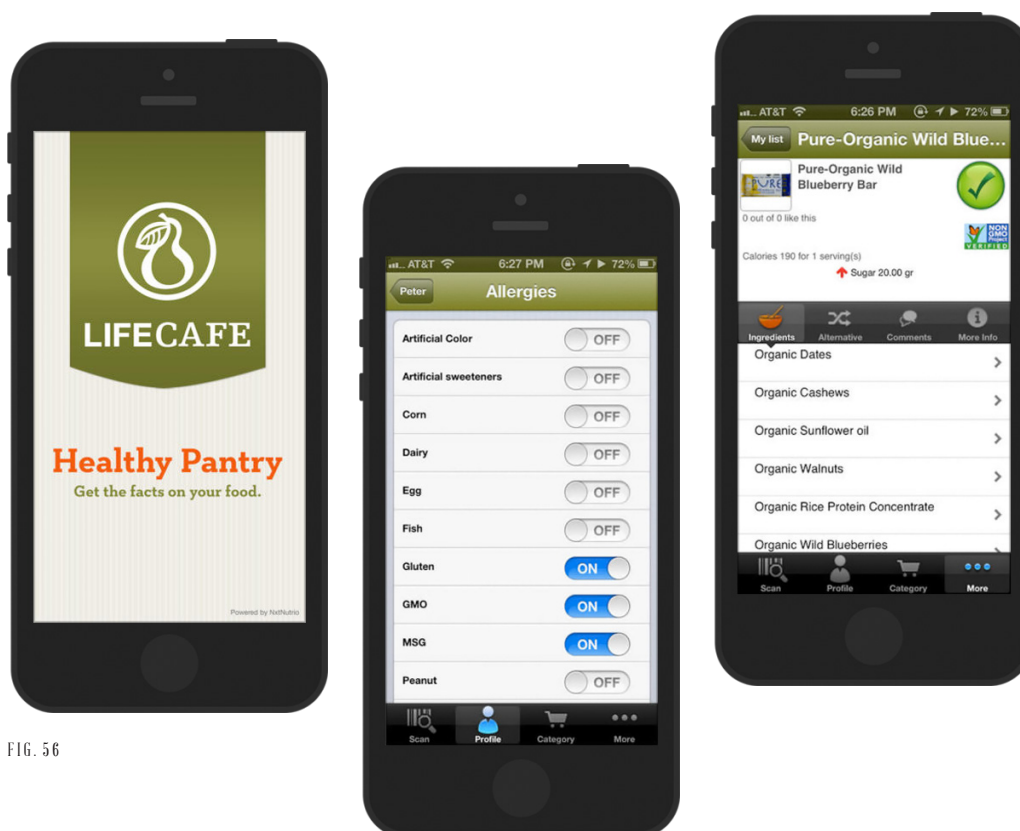 LIFECAFE
Healthy Pantry
Get the facts on your food.
Powered by NxtNutrio
FIG. 56
AT&T 6:27 PM 72%
Peter Allergies
Artificial Color OFF
Artificial sweeteners OFF
Corn OFF
Dairy OFF
Egg OFF
Fish OFF
Gluten ON
GMO ON
MSG ON
Peanut OFF
Scan Profile Category More
AT&T 6:26 PM 72%
My list Pure-Organic Wild Blue...
PURE
Pure-Organic Wild
Blueberry Bar
0 out of 0 like this
NON
GMO
Project
VERIFIED
Calories 190 for 1 serving(s)
Sugar 20.00 gr
Ingredients Alternative Comments More Info
Organic Dates
Organic Cashews
Organic Sunflower oil
Organic Walnuts
Organic Rice Protein Concentrate
Organic Wild Blueberries
Scan Profile Category More